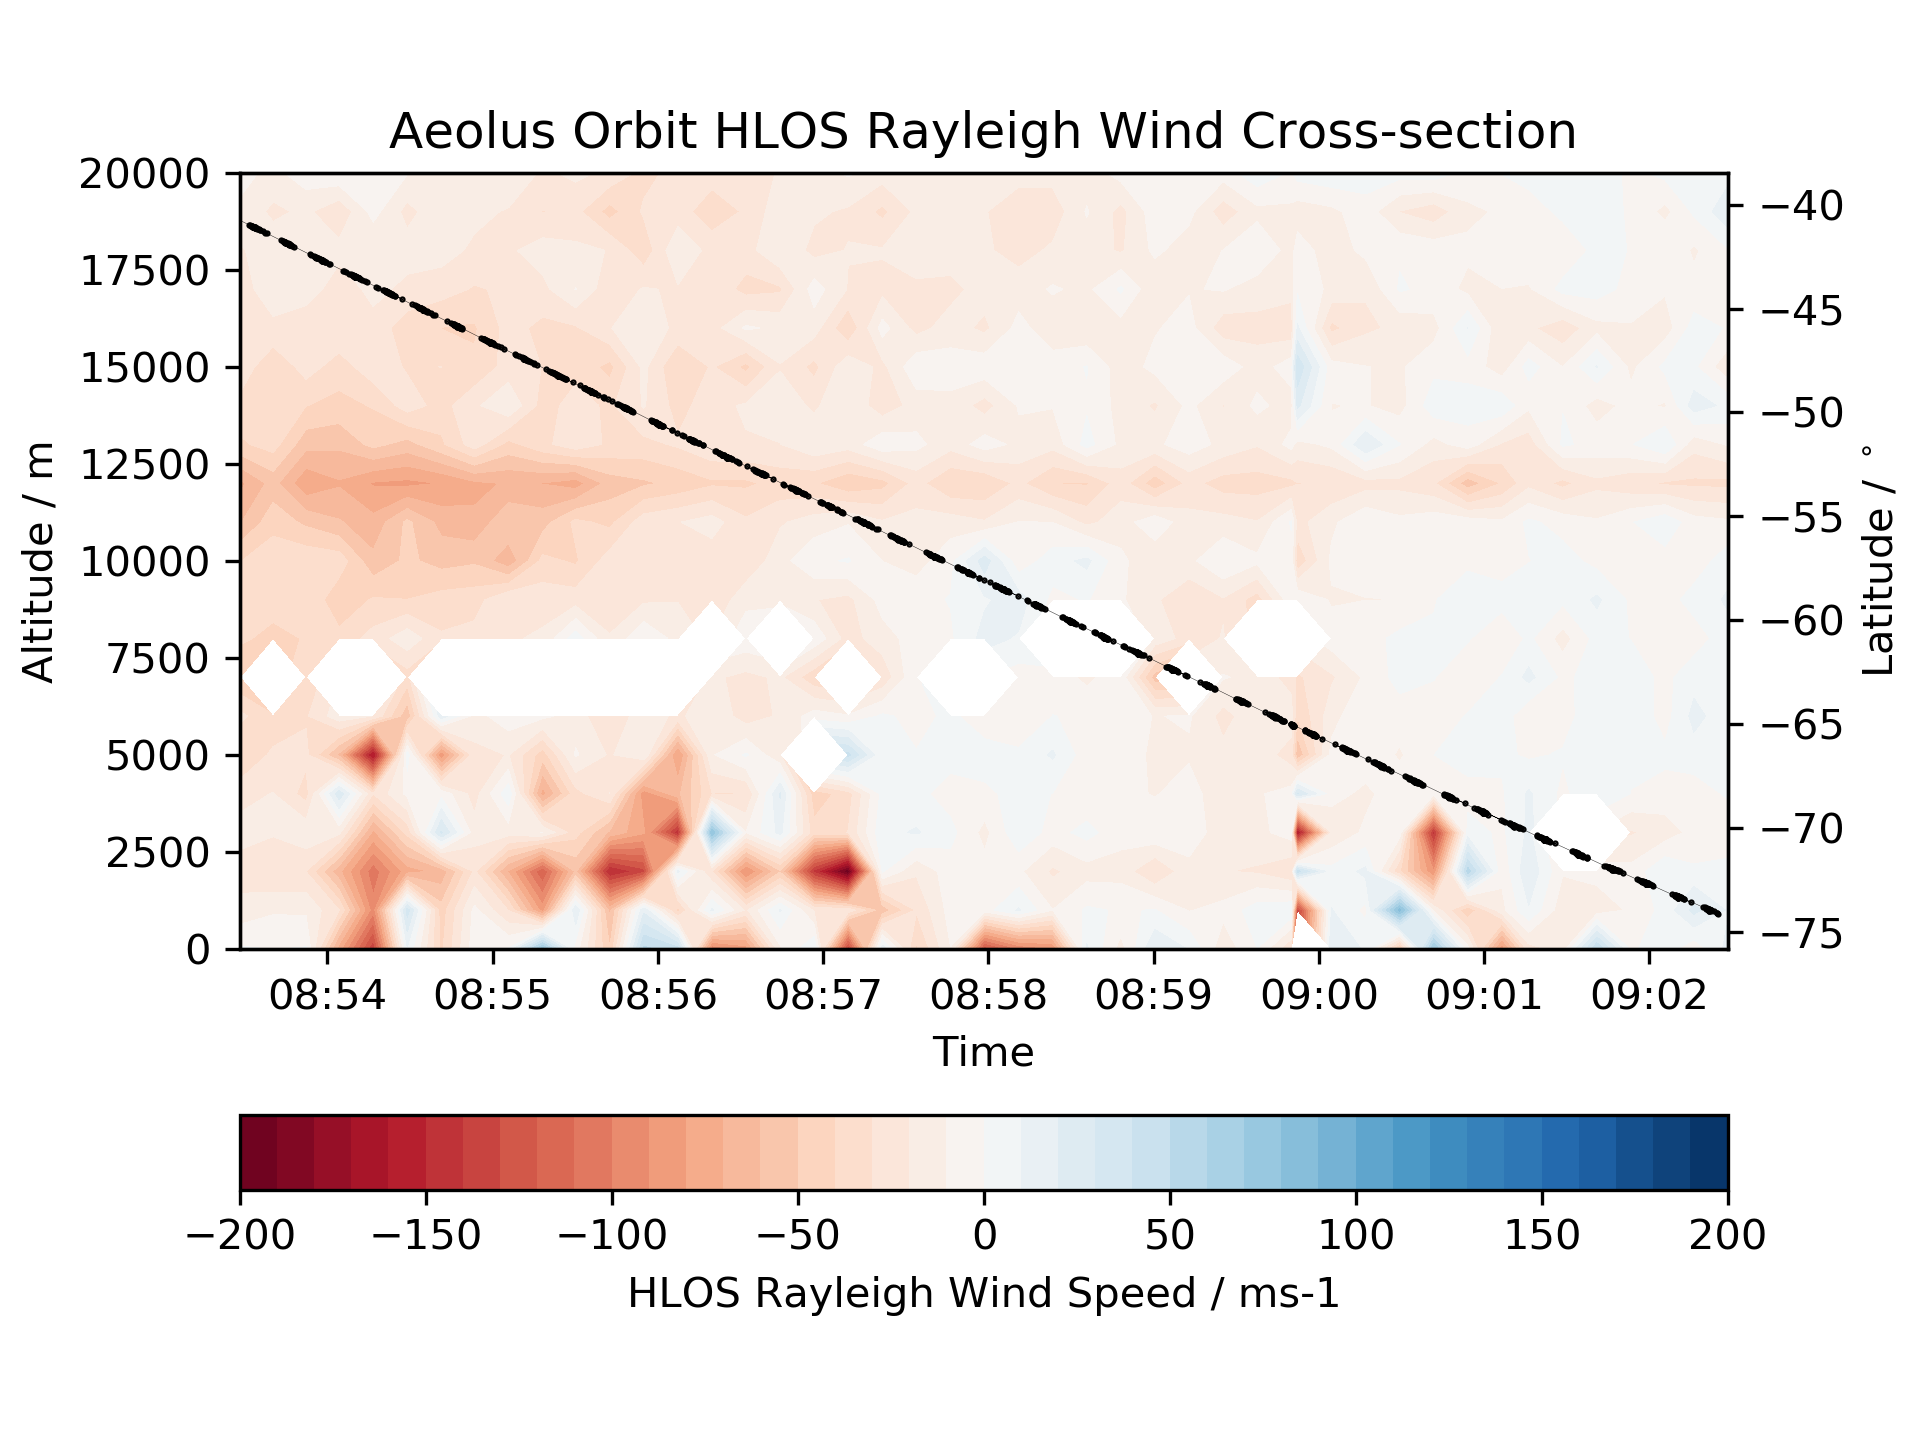 Aeolus Orbit HLOS Rayleigh Wind Cross-section
20000
17500
15000
12500
10000
7500
5000
2500
0
Altitude / m
−40
−45
−50
−55
−60
−65
−70
−75
Latitude / °
08:54 08:55 08:56 08:57 08:58 08:59 09:00 09:01 09:02
Time
−200 −150 −100 −50 0 50 100 150 200
HLOS Rayleigh Wind Speed / ms-1